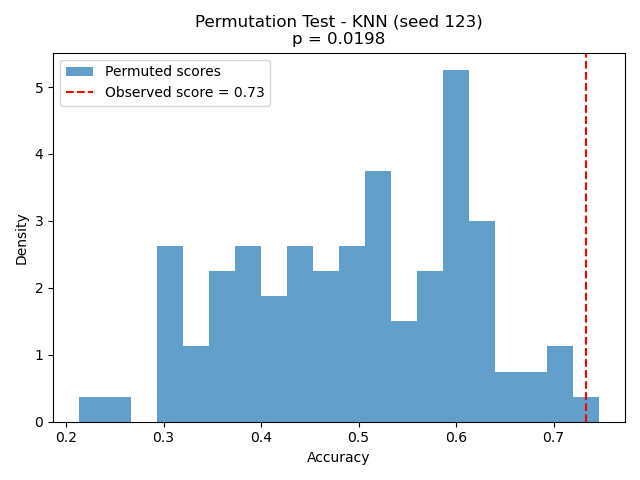 Permutation Test - KNN (seed 123)
p = 0.0198
Permuted scores
Observed score = 0.73
Density
5
4
3
2
1
0
0.2 0.3 0.4 0.5 0.6 0.7
Accuracy